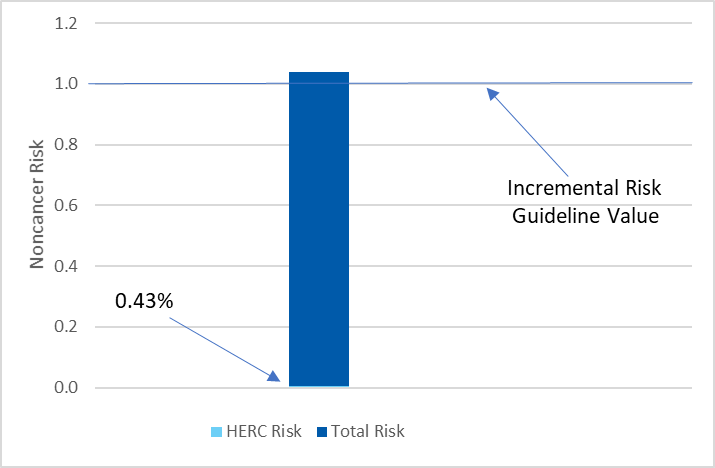 Noncancer Risk
1.2
1.0
0.8
0.6
0.4
0.2
0.0
Incremental Risk
Guideline Value
0.43%
HERC Risk Total Risk